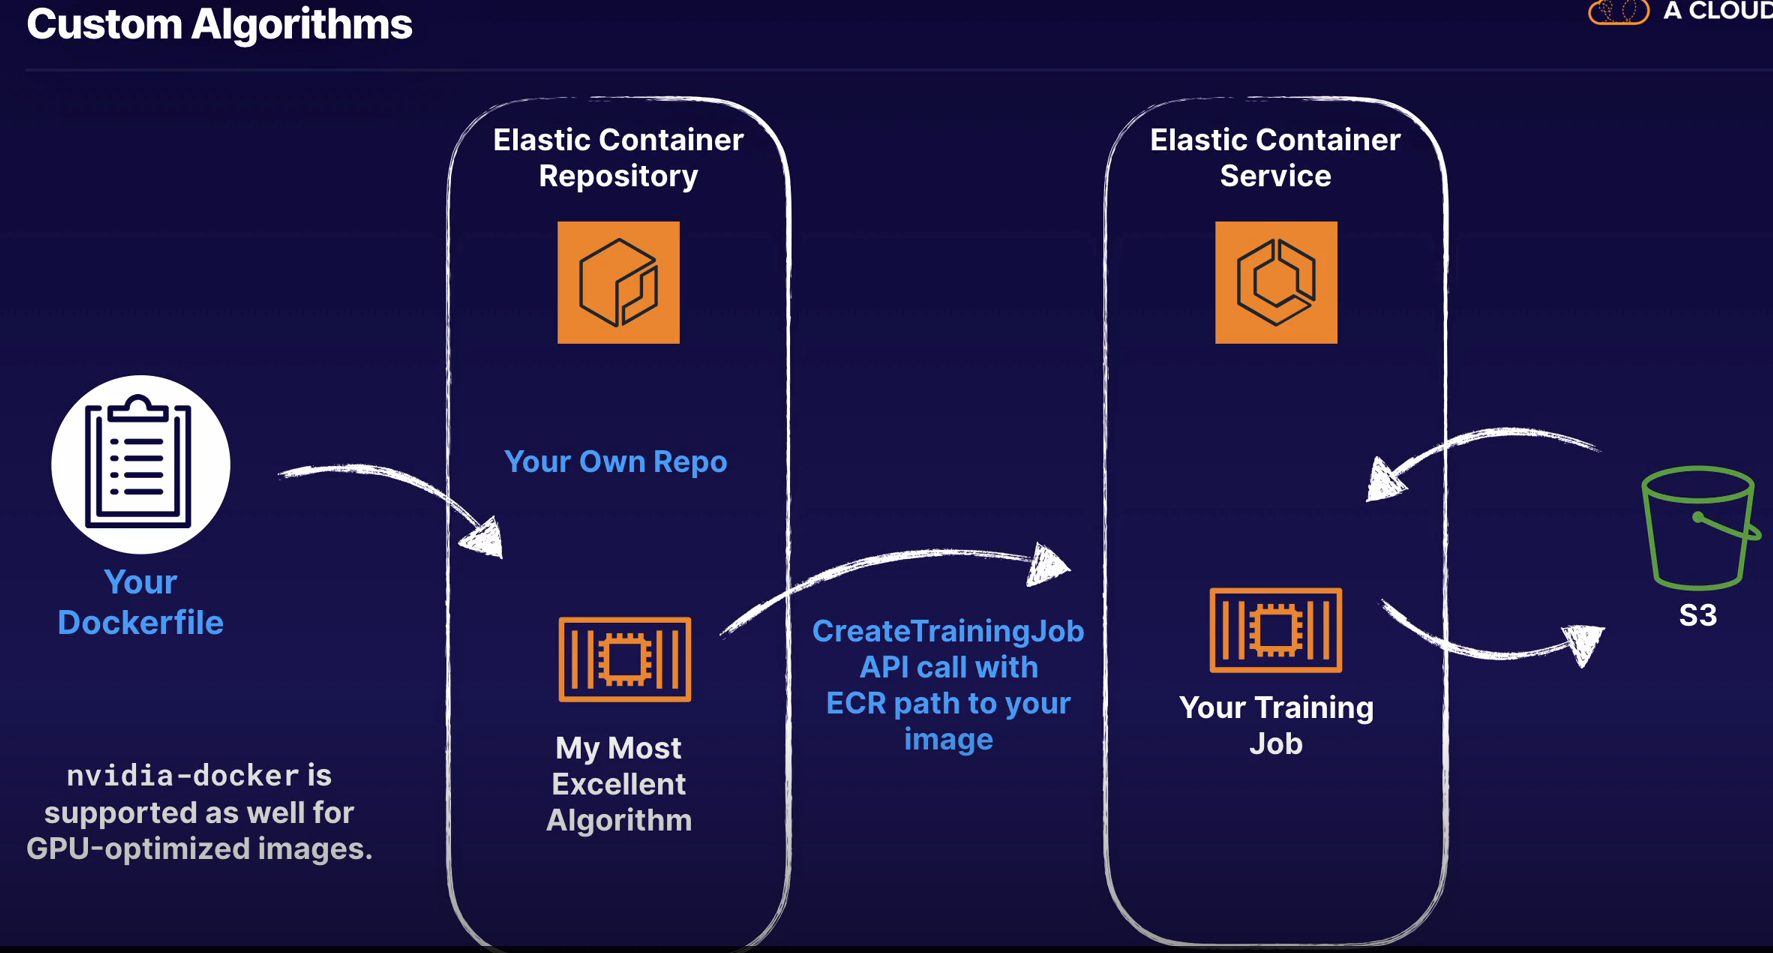 Custom Algorithms
A CLOUD
Elastic Container
Repository
Elastic Container
Service
Your Own Repo
Your
Dockerfile
CreateTrainingJob
API call with
ECR path to your
image
S3
Your Training
Job
My Most
Excellent
Algorithm
nvidia-docker is
supported as well for
GPU-optimized images.